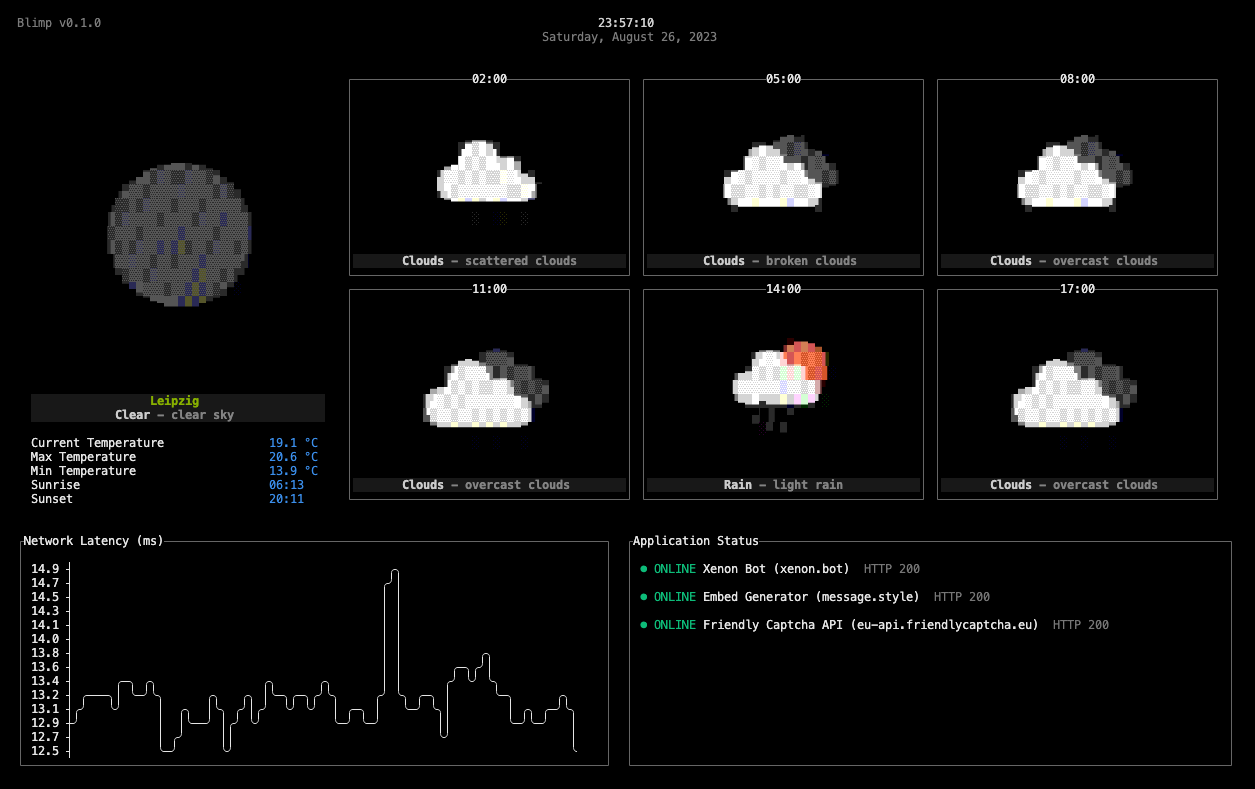 Blimp v0.1.0
23:57:10
Saturday, August 26, 2023
02:00
Clouds – scattered clouds
05:00
Clouds – broken clouds
08:00
Clouds – overcast clouds
11:00
Clouds – overcast clouds
14:00
Rain – light rain
17:00
Clouds – overcast clouds
Leipzig
Clear – clear sky
Current Temperature 19.1 °C
Max Temperature 20.6 °C
Min Temperature 13.9 °C
Sunrise 06:13
Sunset 20:11
Network Latency (ms)
14.9
14.7
14.5
14.3
14.1
14.0
13.8
13.6
13.4
13.2
13.1
12.9
12.7
12.5
Application Status
● ONLINE Xenon Bot (xenon.bot) HTTP 200
● ONLINE Embed Generator (message.style) HTTP 200
● ONLINE Friendly Captcha API (eu-api.friendlycaptcha.eu) HTTP 200